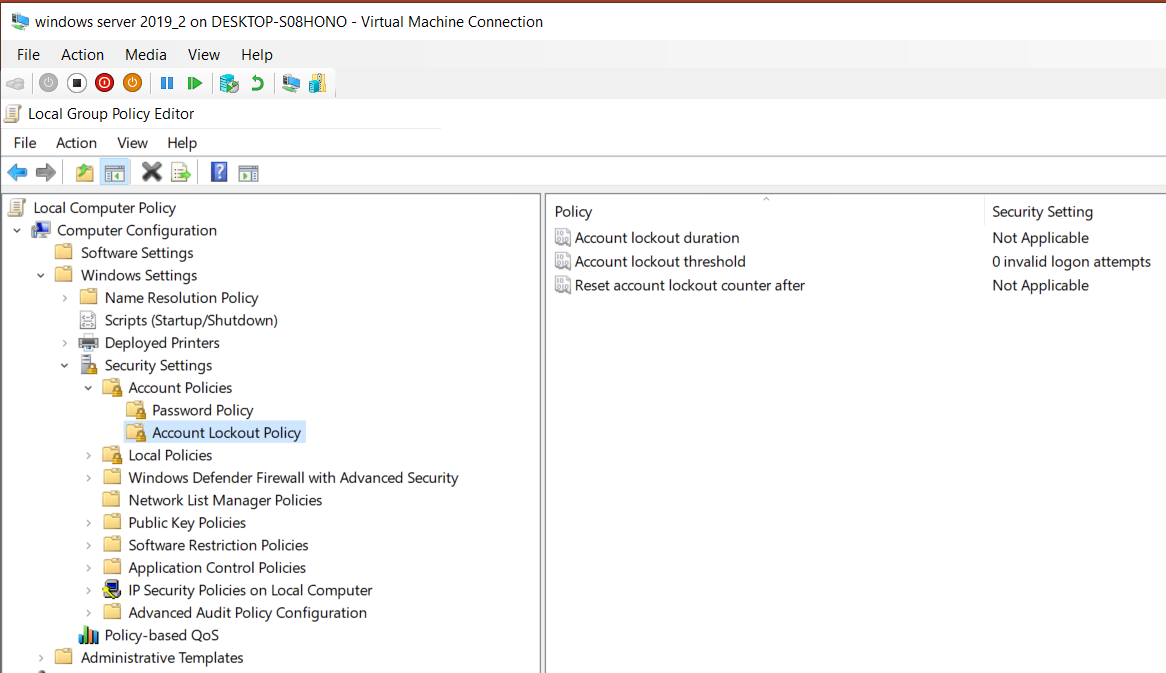 windows server 2019_2 on DESKTOP-S08HONO - Virtual Machine Connection
File Action Media View Help
Local Group Policy Editor
File Action View Help
Local Computer Policy
Computer Configuration
Software Settings
Windows Settings
Name Resolution Policy
Scripts (Startup/Shutdown)
Deployed Printers
Security Settings
Account Policies
Password Policy
Account Lockout Policy
Local Policies
Windows Defender Firewall with Advanced Security
Network List Manager Policies
Public Key Policies
Software Restriction Policies
Application Control Policies
IP Security Policies on Local Computer
Advanced Audit Policy Configuration
Policy-based QoS
Administrative Templates
Policy Security Setting
Account lockout duration Not Applicable
Account lockout threshold 0 invalid logon attempts
Reset account lockout counter after Not Applicable